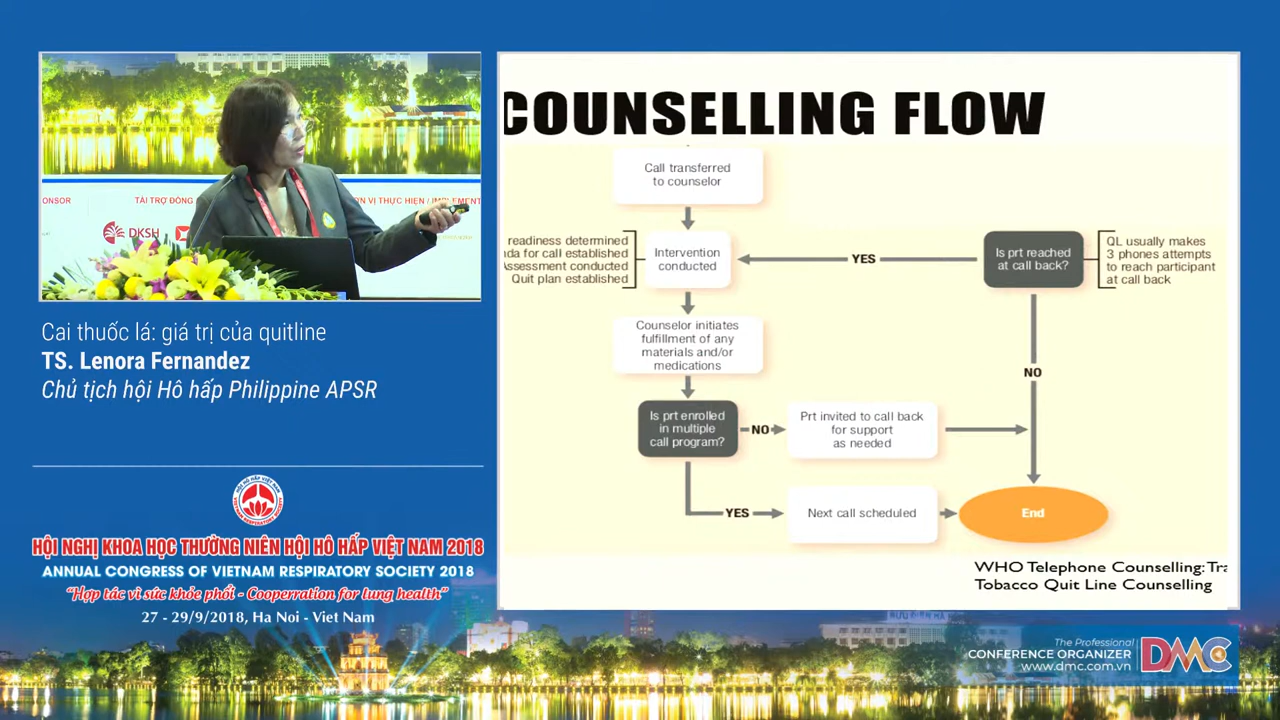 ONSOR
TÀI TRỢ ĐỒNG
ƠN VỊ THỰC HIỆN / IMPLEMENT
DKSH
Cai thuốc lá: giá trị của quitline
TS. Lenora Fernandez
Chủ tịch hội Hô hấp Philippine APSR
HỘI NGHỊ KHOA HỌC THƯỜNG NIÊN HỘI HÔ HẤP VIỆT NAM 2018
ANNUAL CONGRESS OF VIETNAM RESPIRATORY SOCIETY 2018
"Hợp tác vì sức khỏe phổi - Cooperration for lung health"
27 - 29/9/2018, Ha Noi - Viet Nam
COUNSELLING FLOW
Call transferred
to counselor
readiness determined
nda for call established
Assessment conducted
Quit plan established
Intervention
conducted
YES
Is prt reached
at call back?
QL usually makes
3 phones attempts
to reach participant
at call back
Counselor initiates
fulfillment of any
materials and/or
medications
NO
Is prt enrolled
in multiple
call program?
NO
Prt invited to call back
for support
as needed
YES
Next call scheduled
End
WHO Telephone Counselling: Tra
Tobacco Quit Line Counselling
The Professional
CONFERENCE ORGANIZER
www.dmc.com.vn
DMC